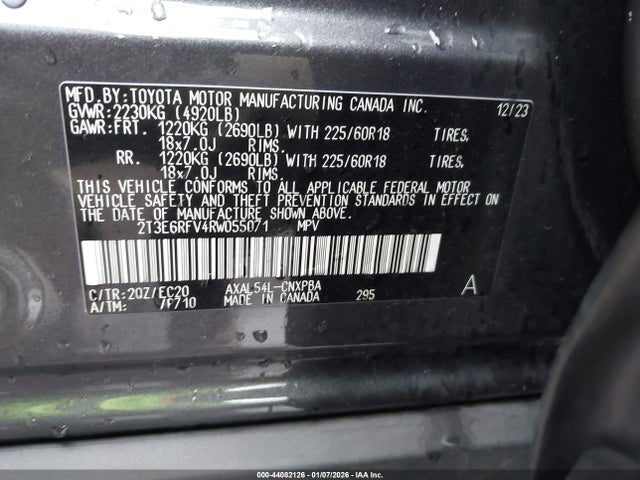 MFD.BY:TOYOTA MOTOR MANUFACTURING CANADA INC. 12/23
GVWR:2230KG (4920LB)
GAWR:FRT. 1220KG (2690LB) WITH 225/60R18 TIRES,
18x7.0J RIMS.
RR. 1220KG (2690LB) WITH 225/60R18 TIRES,
18x7.0J RIMS.
THIS VEHICLE CONFORMS TO ALL APPLICABLE FEDERAL MOTOR
VEHICLE SAFETY AND THEFT PREVENTION STANDARDS IN EFFECT
ON THE DATE OF MANUFACTURE SHOWN ABOVE.
2T3E6RFV4RW055071 MPV
C/TR:2QZ/EC20 AXAL54L-CNXPBA A
A/TM: /P710 MADE IN CANADA 295
000-44082126 - 01/07/2026 - IAA Inc.